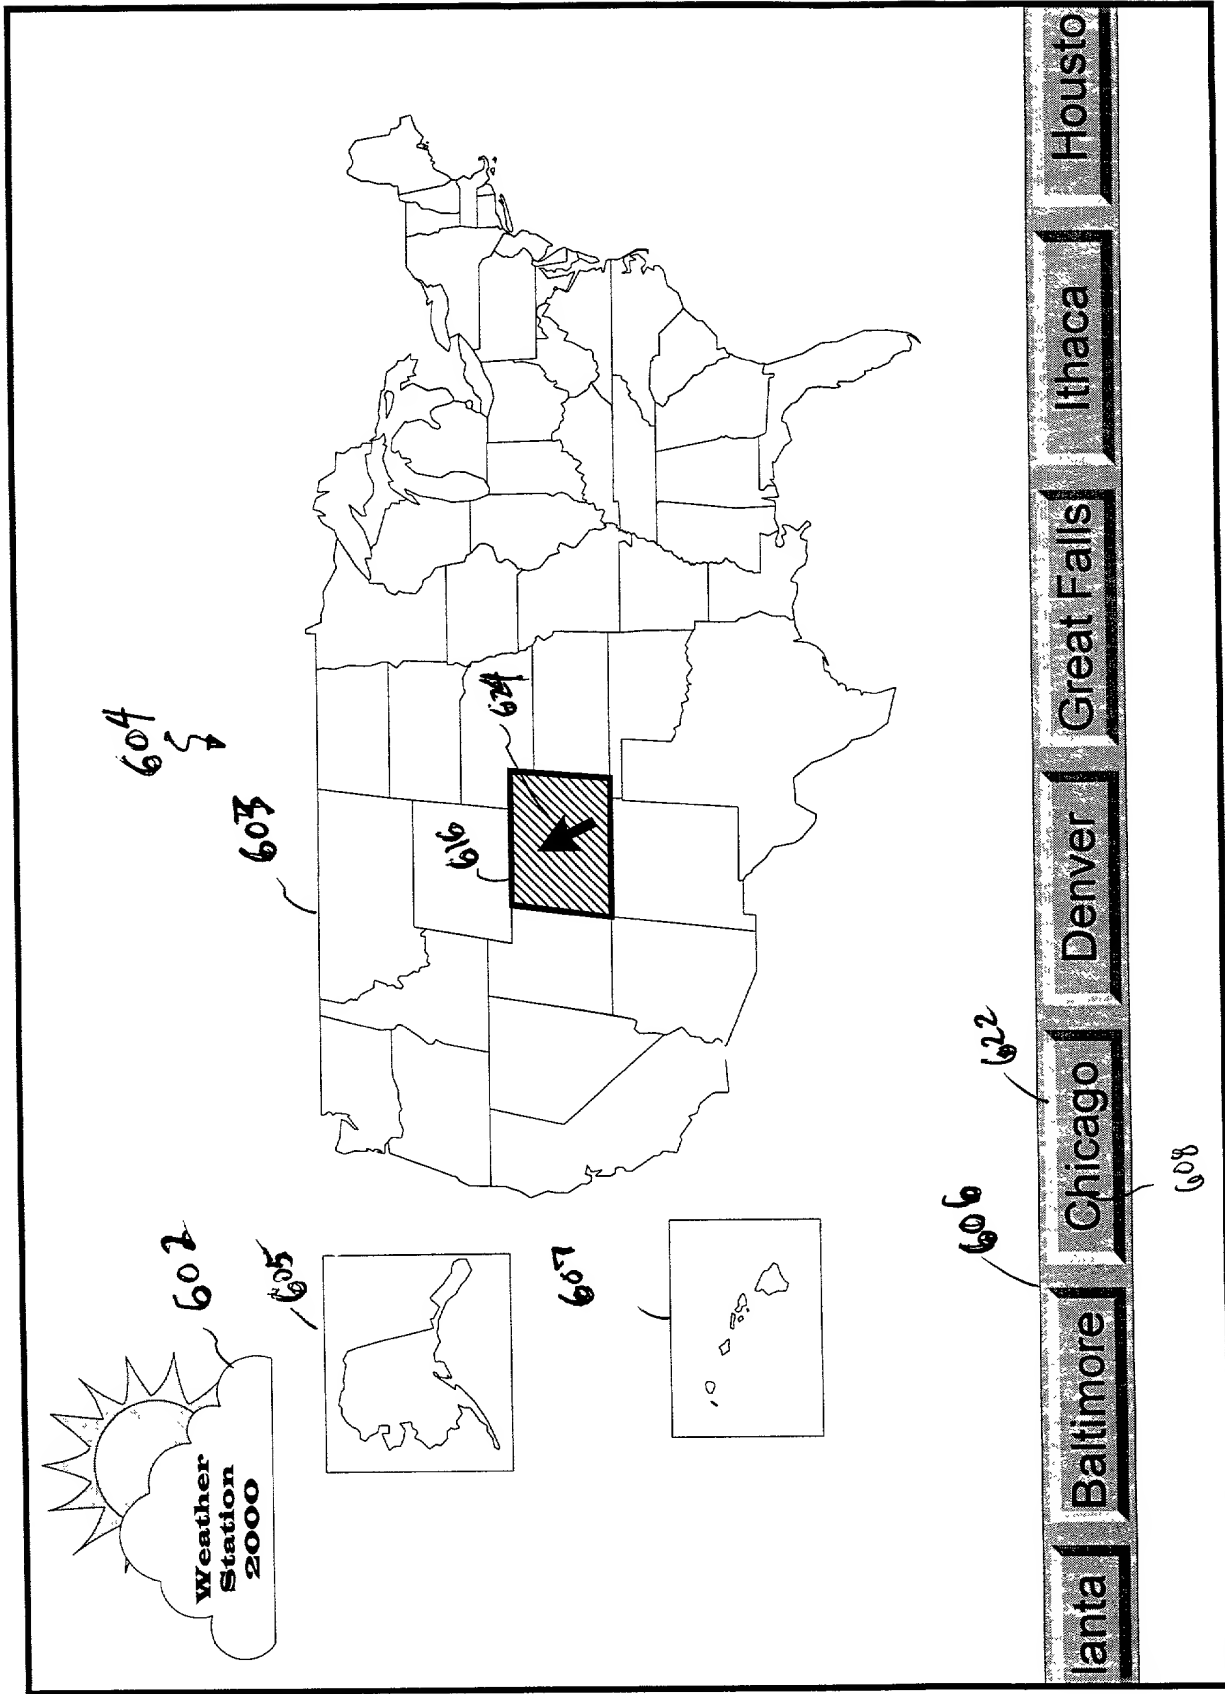 Weather
Station
2000
602
604
603
605
616
624
607
606
622
lanta
Baltimore
Chicago
Denver
Great Falls
Ithaca
Housto
608